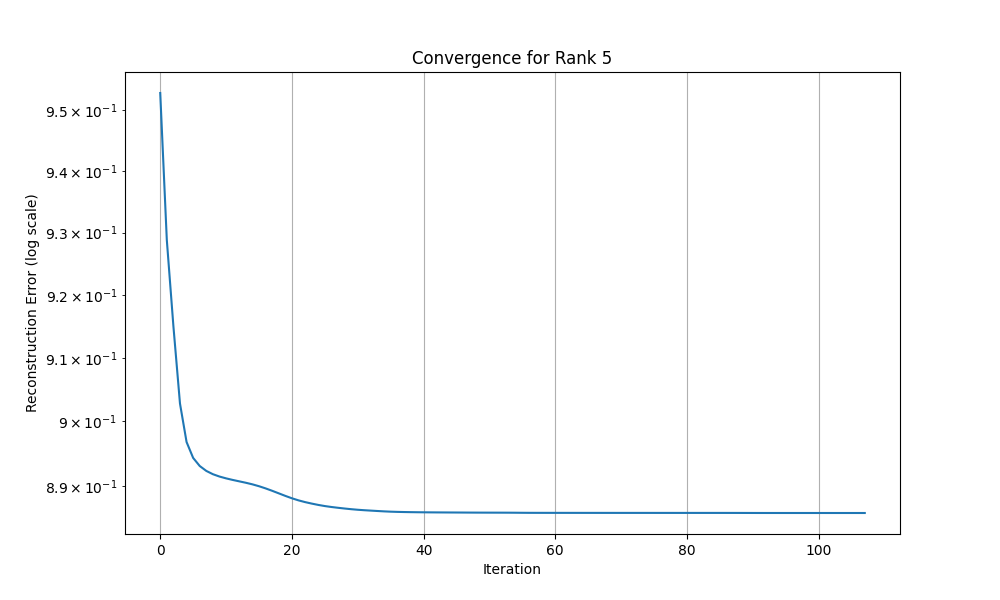 Convergence for Rank 5
Reconstruction Error (log scale)
9.5 × 10⁻¹
9.4 × 10⁻¹
9.3 × 10⁻¹
9.2 × 10⁻¹
9.1 × 10⁻¹
9 × 10⁻¹
8.9 × 10⁻¹
0 20 40 60 80 100
Iteration